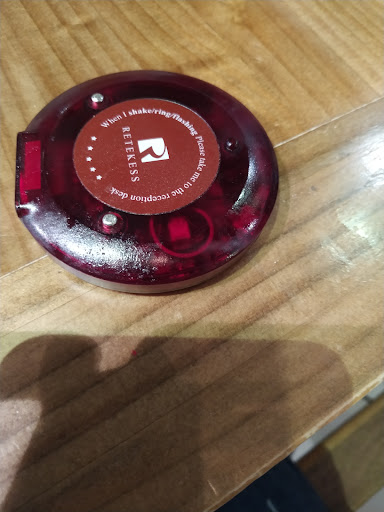 When I shake/ring/flashing Please take me to the reception desk
R
RETEKESS